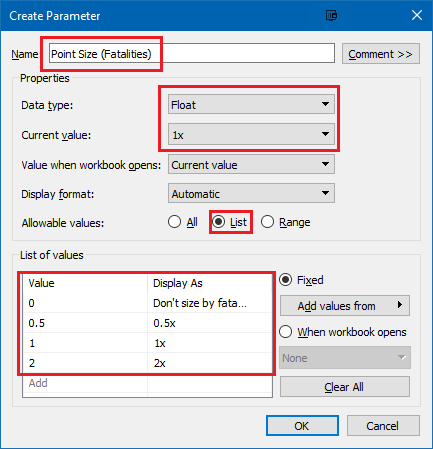 Create Parameter
Name: Point Size (Fatalities) Comment >>
Properties
Data type: Float
Current value: 1x
Value when workbook opens: Current value
Display format: Automatic
Allowable values: All List Range
List of values
Value Display As
0 Don't size by fata...
0.5 0.5x
1 1x
2 2x
Add
Fixed
Add values from
When workbook opens
None
Clear All
OK Cancel